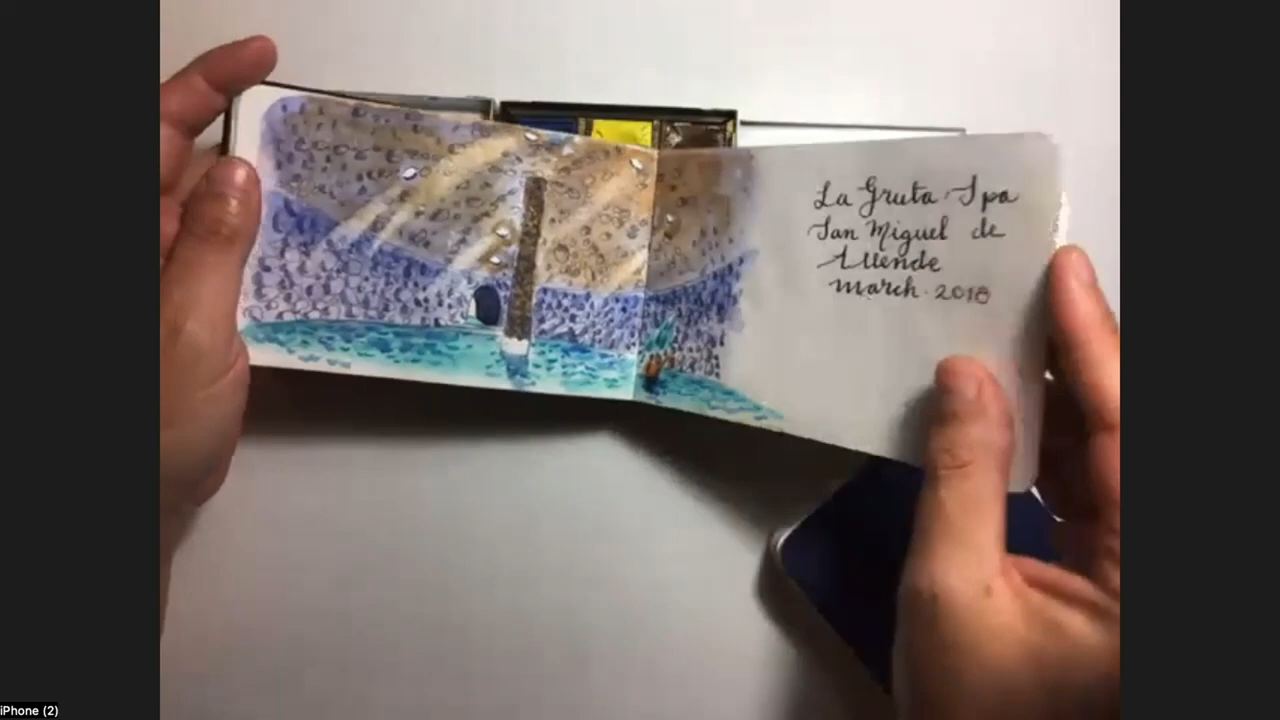 La Gruta Spa
San Miguel de
Allende
March. 2018
iPhone (2)